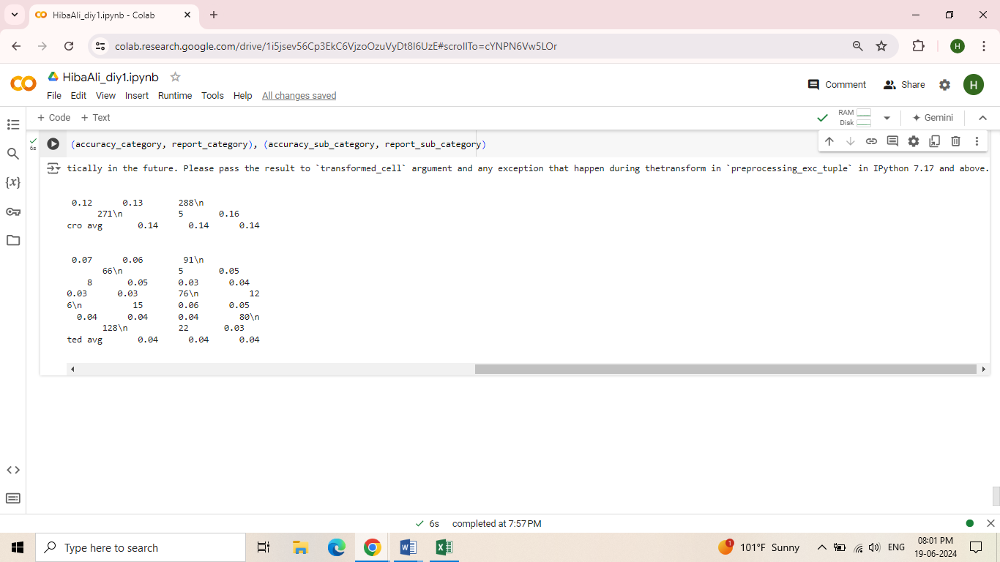 HibaAli_diy1.ipynb - Colab
colab.research.google.com/drive/1i5jsev56Cp3EkC6VjzoOzuVyDt8I6UzE#scrollTo=cYNPN6Vw5LOr
H
HibaAli_diy1.ipynb
File Edit View Insert Runtime Tools Help All changes saved
Comment Share H
+ Code + Text
RAM
Disk
Gemini
6s
(accuracy_category, report_category), (accuracy_sub_category, report_sub_category)
tically in the future. Please pass the result to `transformed_cell` argument and any exception that happen during thetransform in `preprocessing_exc_tuple` in IPython 7.17 and above.
0.12 0.13 288\n
271\n 5 0.16
cro avg 0.14 0.14 0.14
0.07 0.06 91\n
66\n 5 0.05
8 0.05 0.03 0.04
0.03 0.03 76\n 12
6\n 15 0.06 0.05
0.04 0.04 0.04 80\n
128\n 22 0.03
ted avg 0.04 0.04 0.04
6s completed at 7:57 PM
Type here to search
1
101°F Sunny
ENG
08:01 PM
19-06-2024